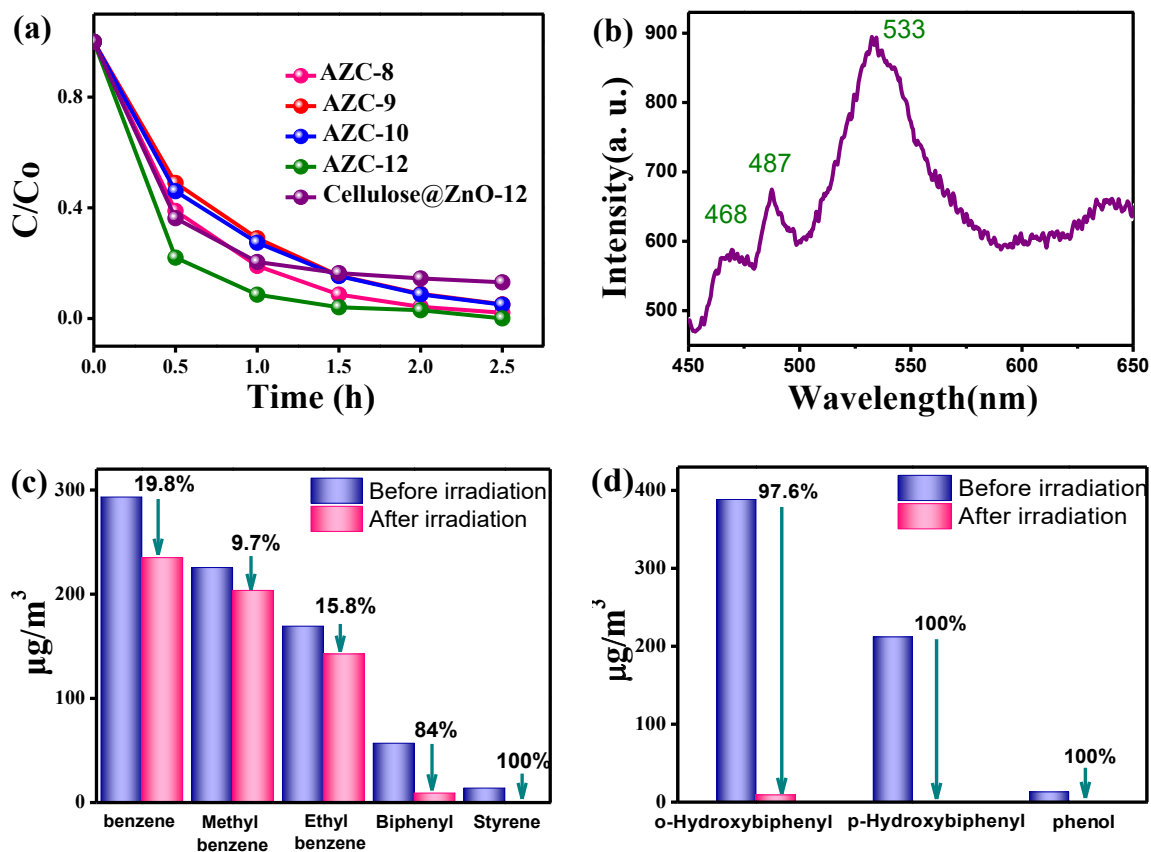 (a)
C/Co
0.8
0.4
0.0
AZC-8
AZC-9
AZC-10
AZC-12
Cellulose@ZnO-12
0.0 0.5 1.0 1.5 2.0 2.5
Time (h)
(b)
Intensity(a. u.)
900
800
700
600
500
468
487
533
450 500 550 600 650
Wavelength(nm)
(c)
µg/m³
300
200
100
0
Before irradiation
After irradiation
19.8%
9.7%
15.8%
84%
100%
benzene
Methyl
benzene
Ethyl
benzene
Biphenyl
Styrene
(d)
µg/m³
400
300
200
100
0
Before irradiation
After irradiation
97.6%
100%
100%
o-Hydroxybiphenyl
p-Hydroxybiphenyl
phenol